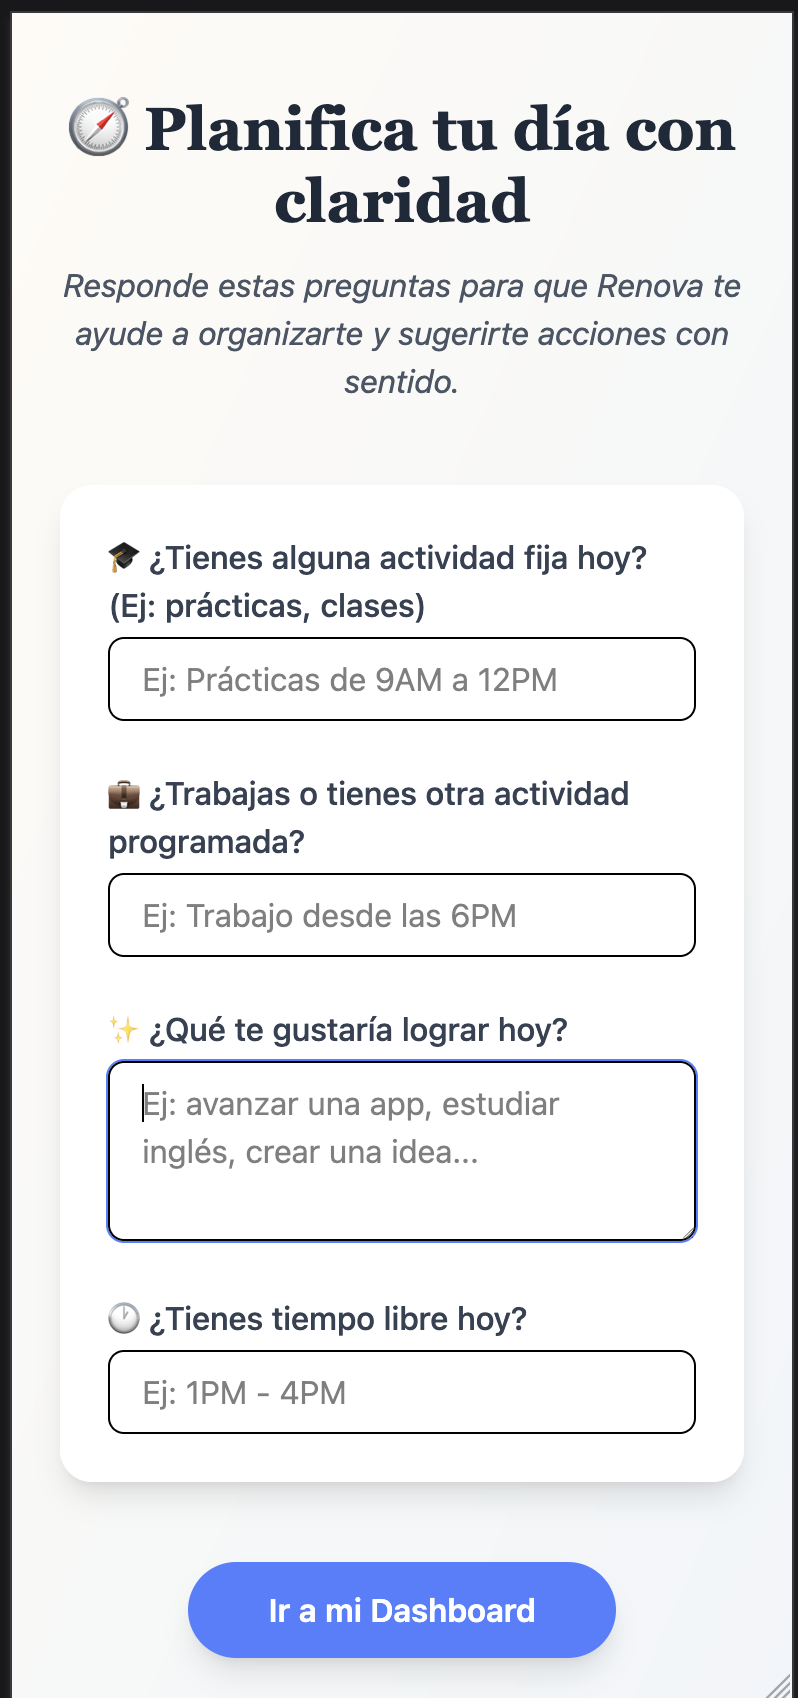 Planifica tu día con
claridad
Responde estas preguntas para que Renova te
ayude a organizarte y sugerirte acciones con
sentido.
¿Tienes alguna actividad fija hoy?
(Ej: prácticas, clases)
Ej: Prácticas de 9AM a 12PM
¿Trabajas o tienes otra actividad
programada?
Ej: Trabajo desde las 6PM
¿Qué te gustaría lograr hoy?
Ej: avanzar una app, estudiar
inglés, crear una idea...
¿Tienes tiempo libre hoy?
Ej: 1PM - 4PM
Ir a mi Dashboard